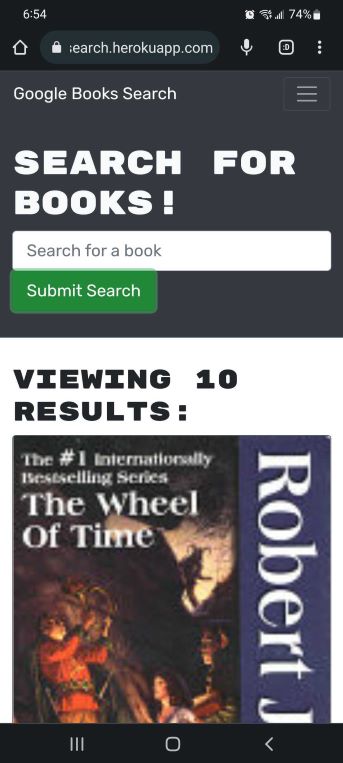 6:54
74%
search.herokuapp.com
:D
Google Books Search
SEARCH FOR
BOOKS!
Search for a book
Submit Search
VIEWING 10
RESULTS:
The #1 Internationally
Bestselling Series
The Wheel
Of Time
Robert J